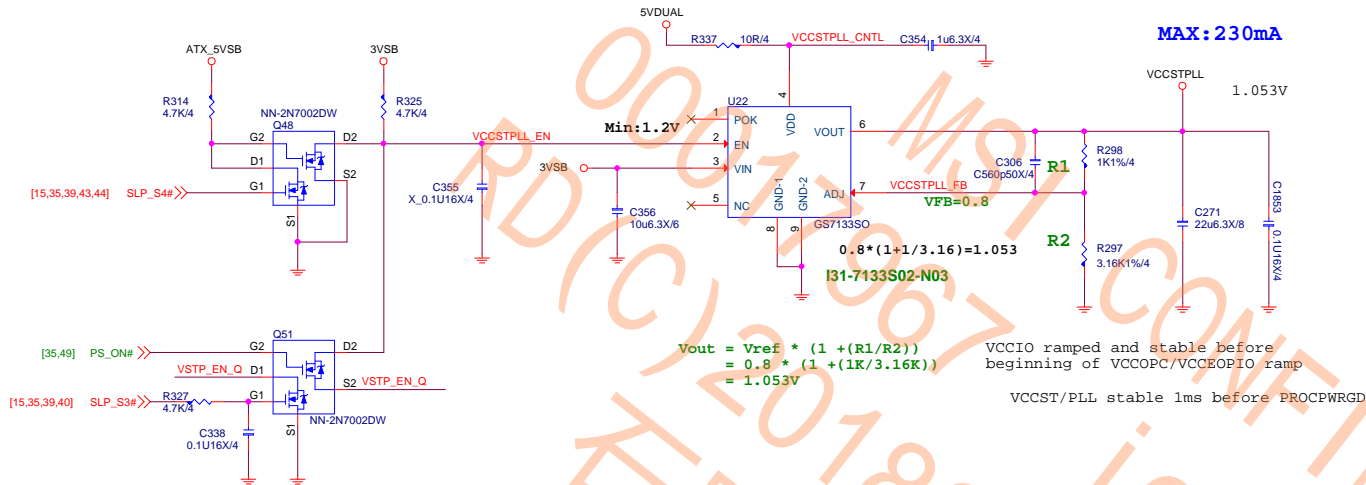 5VDUAL
MAX:230mA
ATX_5VSB
3VSB
R337
10R/4
VCCSTPLL_CNTL
C354
1u6.3X/4
VCCSTPLL
1.053V
R314
4.7K/4
NN-2N7002DW
Q48
R325
4.7K/4
U22
4
G2
D2
D1
S2
G1
S1
VCCSTPLL_EN
Min:1.2V
1
POK
VDD
VOUT
6
2
EN
3
VIN
3VSB
5
NC
GND-1
GND-2
ADJ
7
8
9
GS7133SO
C306
C560p50X/4
R1
R298
1K1%/4
VCCSTPLL_FB
VFB=0.8
R2
R297
3.16K1%/4
C271
22u6.3X/8
C1853
0.1U16X/4
[15,35,39,43,44]
SLP_S4#
C355
X_0.1U16X/4
C356
10u6.3X/6
0.8*(1+1/3.16)=1.053
I31-7133S02-N03
Q51
[35,49]
PS_ON#
G2
D2
VSTP_EN_Q
D1
S2
VSTP_EN_Q
[15,35,39,40]
SLP_S3#
R327
4.7K/4
G1
S1
NN-2N7002DW
C338
0.1U16X/4
Vout = Vref * (1 +(R1/R2))
= 0.8 * (1 +(1K/3.16K))
= 1.053V
VCCIO ramped and stable before
beginning of VCCOPC/VCCEOPIO ramp
VCCST/PLL stable 1ms before PROCPWRGD
MSI CONFI
00017967
RD(C)2018